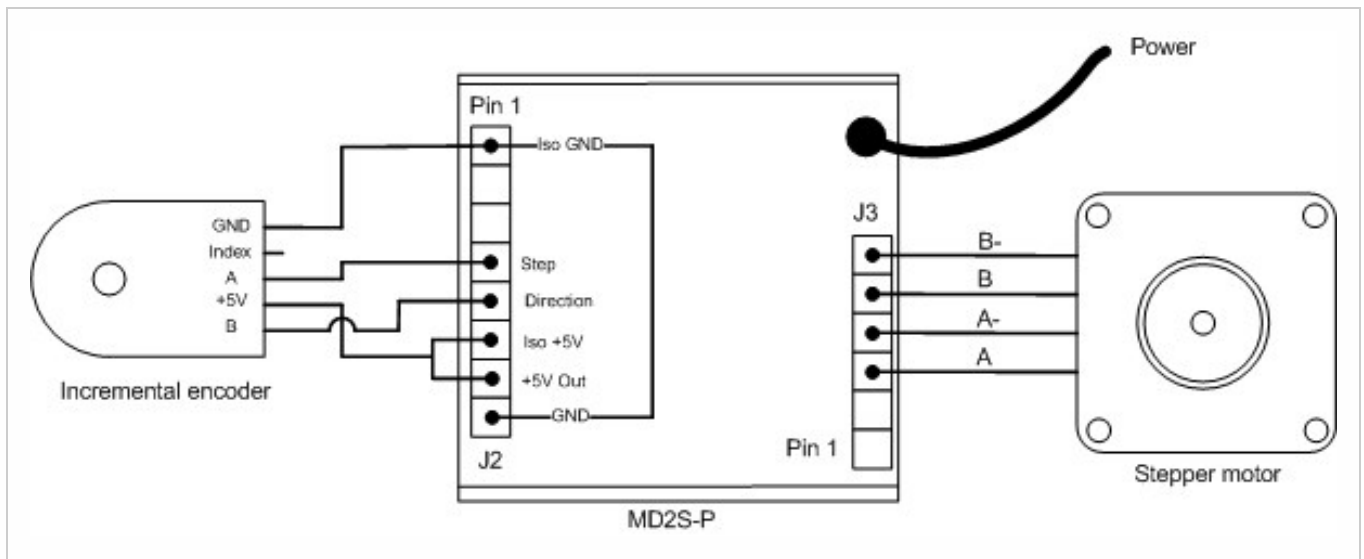 Power
Pin 1
Iso GND
J3
GND
Index
A
+5V
B
Step
Direction
Iso +5V
+5V Out
GND
B-
B
A-
A
Incremental encoder
J2
Pin 1
Stepper motor
MD2S-P